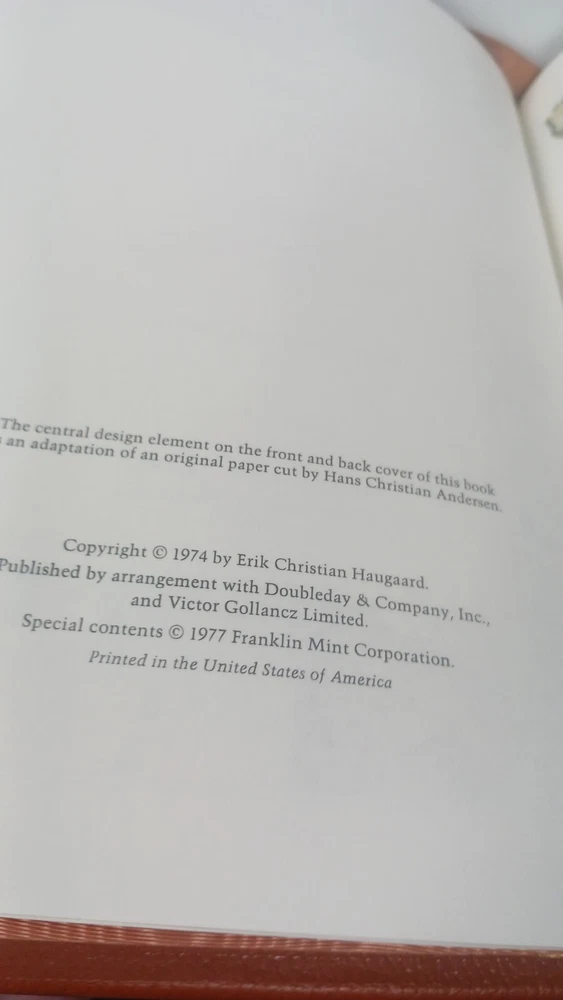 The central design element on the front and back cover of this book
an adaptation of an original paper cut by Hans Christian Andersen.
Copyright © 1974 by Erik Christian Haugaard.
Published by arrangement with Doubleday & Company, Inc.,
and Victor Gollancz Limited.
Special contents © 1977 Franklin Mint Corporation.
Printed in the United States of America